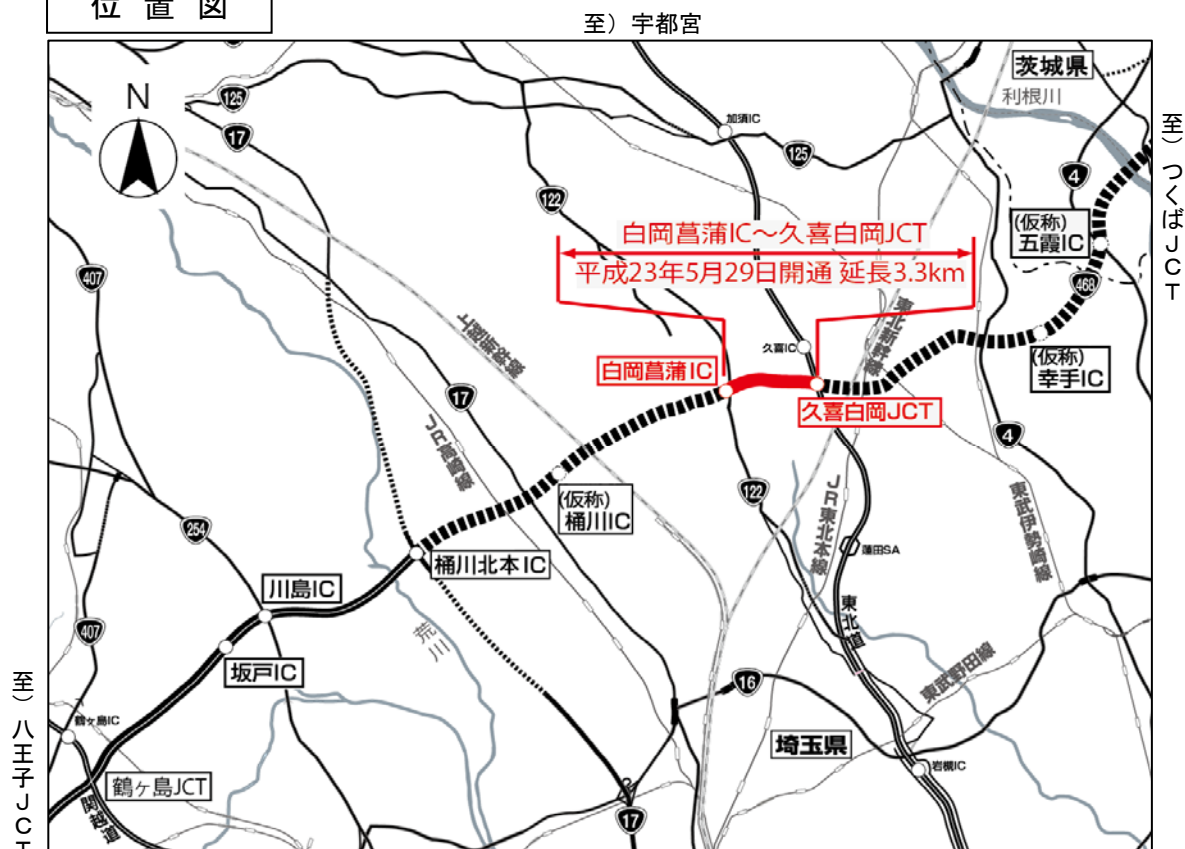 位置図
至）宇都宮
N
125
17
407
122
加須IC
125
茨城県
利根川
4
(仮称)
五霞IC
468
至）つくばJCT
白岡菖蒲IC～久喜白岡JCT
平成23年5月29日開通 延長3.3km
上越新幹線
東北新幹線
久喜IC
白岡菖蒲IC
久喜白岡JCT
(仮称)
幸手IC
17
JR高崎線
4
(仮称)
桶川IC
122
JR東北本線
東武伊勢崎線
254
桶川北本IC
蓮田SA
川島IC
407
荒川
東北道
坂戸IC
東武野田線
16
至）八王子JCT
鶴ヶ島IC
埼玉県
岩槻IC
鶴ヶ島JCT
関越道
17